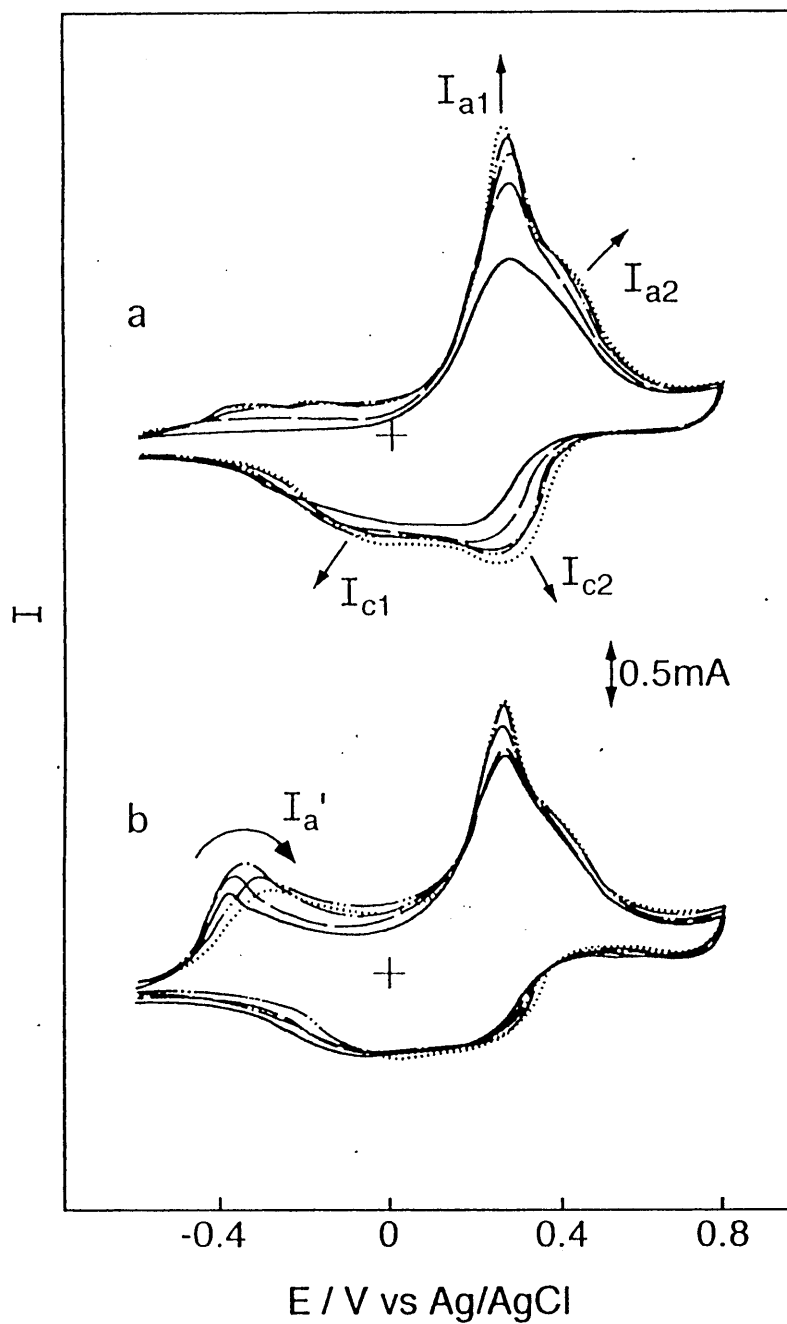 I_a1
a
I_a2
I_c1
I_c2
I
0.5mA
b
I_a'
-0.4 0 0.4 0.8
E / V vs Ag/AgCl